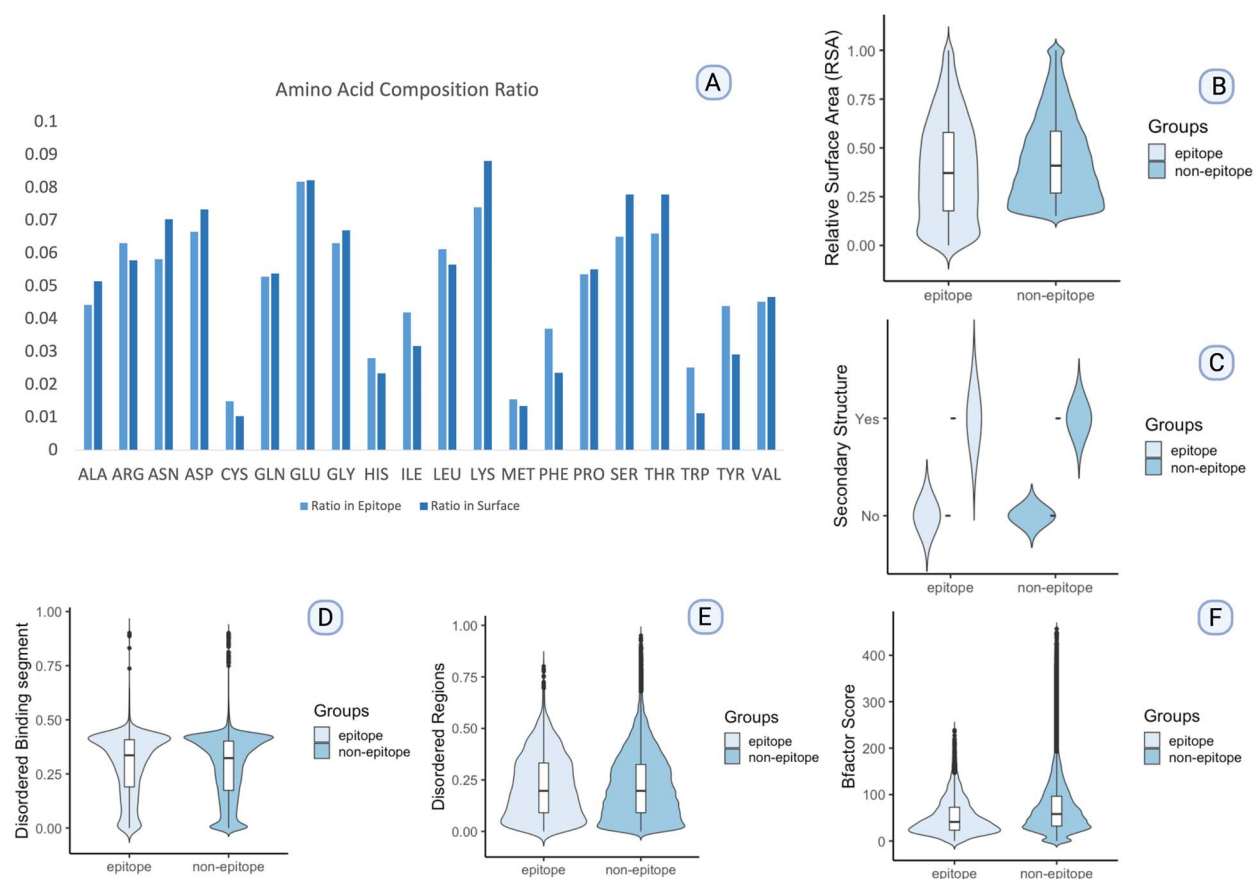 Amino Acid Composition Ratio
A
0.1
0.09
0.08
0.07
0.06
0.05
0.04
0.03
0.02
0.01
0
ALA ARG ASN ASP CYS GLN GLU GLY HIS ILE LEU LYS MET PHE PRO SER THR TRP TYR VAL
Ratio in Epitope Ratio in Surface
B
Relative Surface Area (RSA)
1.00
0.75
0.50
0.25
0.00
epitope non-epitope
Groups
epitope
non-epitope
C
Secondary Structure
Yes
No
epitope non-epitope
Groups
epitope
non-epitope
D
Disordered Binding segment
1.00
0.75
0.50
0.25
0.00
epitope non-epitope
Groups
epitope
non-epitope
E
Disordered Regions
1.00
0.75
0.50
0.25
0.00
epitope non-epitope
Groups
epitope
non-epitope
F
Bfactor Score
400
300
200
100
0
epitope non-epitope
Groups
epitope
non-epitope